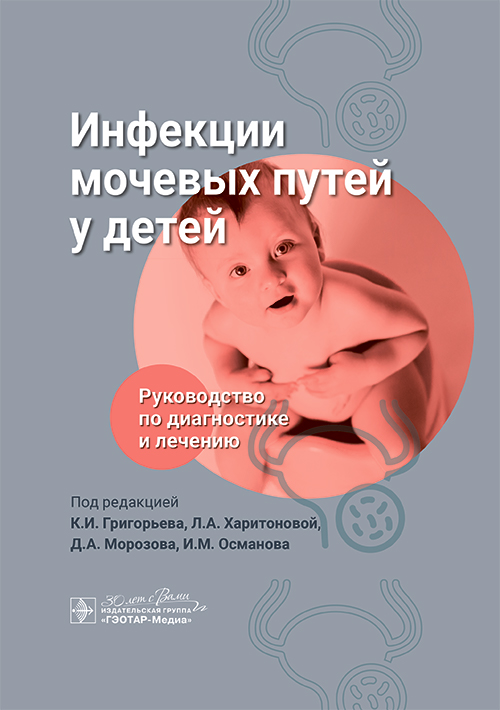 Инфекции
мочевых путей
у детей
Руководство
по диагностике
и лечению
Под редакцией
К.И. Григорьева, Л.А. Харитоновой,
Д.А. Морозова, И.М. Османова
30 лет с Вами
ИЗДАТЕЛЬСКАЯ ГРУППА
«ГЭОТАР-Медиа»